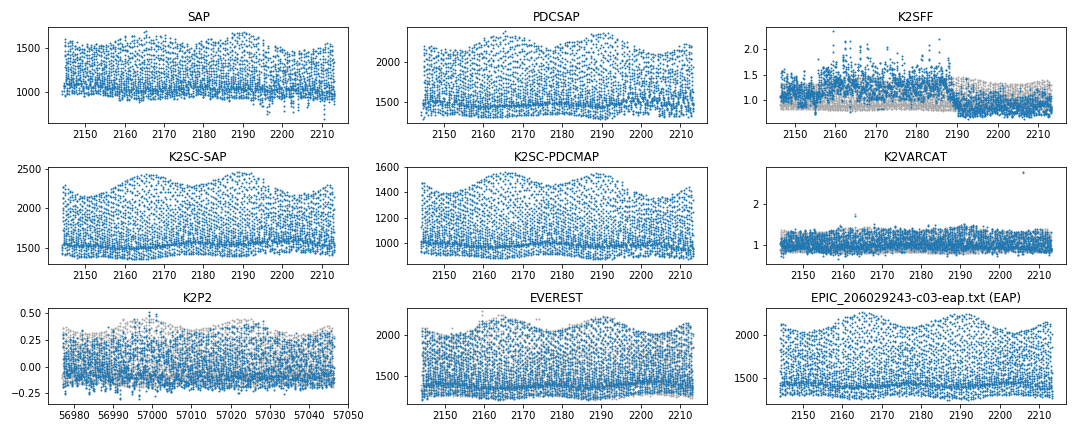 SAP
PDCSAP
K2SFF
1500
1000
2150 2160 2170 2180 2190 2200 2210
2000
1500
2150 2160 2170 2180 2190 2200 2210
2.0
1.5
1.0
2150 2160 2170 2180 2190 2200 2210
K2SC-SAP
K2SC-PDCMAP
K2VARCAT
2500
2000
1500
2150 2160 2170 2180 2190 2200 2210
1600
1400
1200
1000
2150 2160 2170 2180 2190 2200 2210
2
1
2150 2160 2170 2180 2190 2200 2210
K2P2
EVEREST
EPIC_206029243-c03-eap.txt (EAP)
0.50
0.25
0.00
−0.25
56980 56990 57000 57010 57020 57030 57040 57050
2000
1500
2150 2160 2170 2180 2190 2200 2210
2000
1500
2150 2160 2170 2180 2190 2200 2210